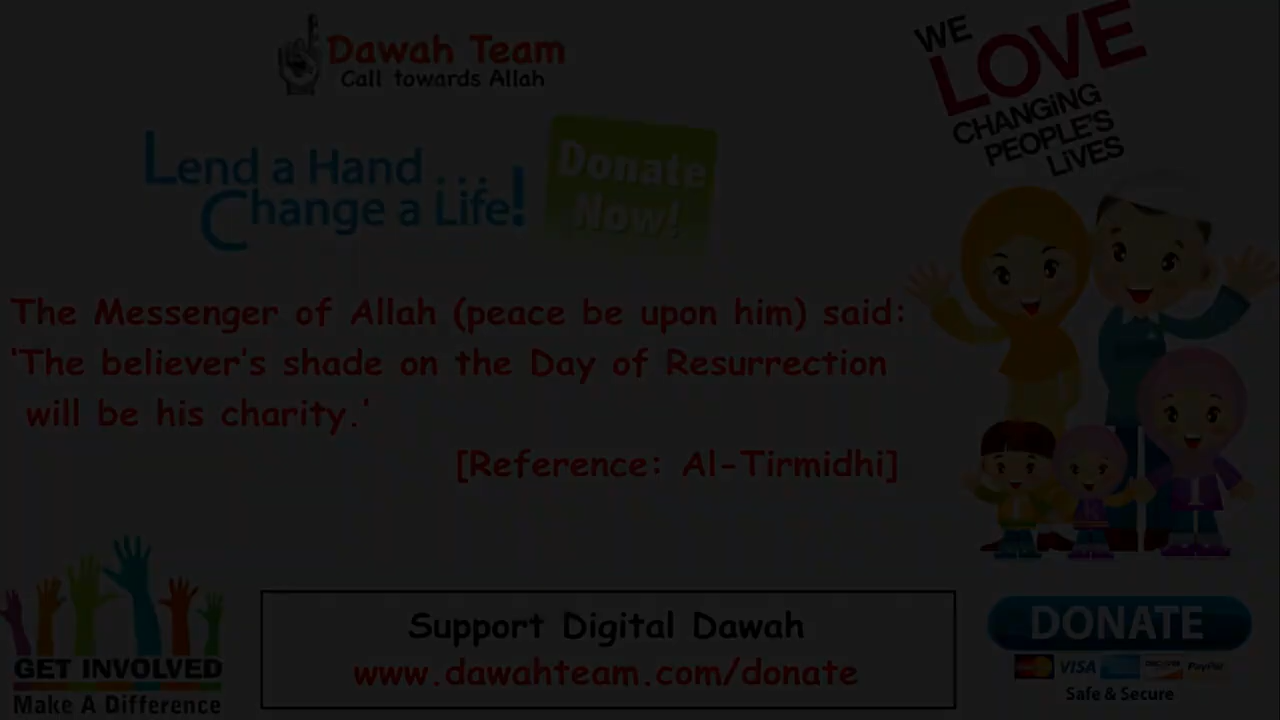 Dawah Team
Call towards Allah
WE
LOVE
CHANGiNG
PEOPLE'S
LiVES
Lend a Hand . . .
Change a Life!
Donate
Now!
The Messenger of Allah (peace be upon him) said:
'The believer's shade on the Day of Resurrection
will be his charity.'
[Reference: Al-Tirmidhi]
GET INVOLVED
Make A Difference
Support Digital Dawah
www.dawahteam.com/donate
DONATE
VISA
DISCOVER
PayPal
Safe & Secure